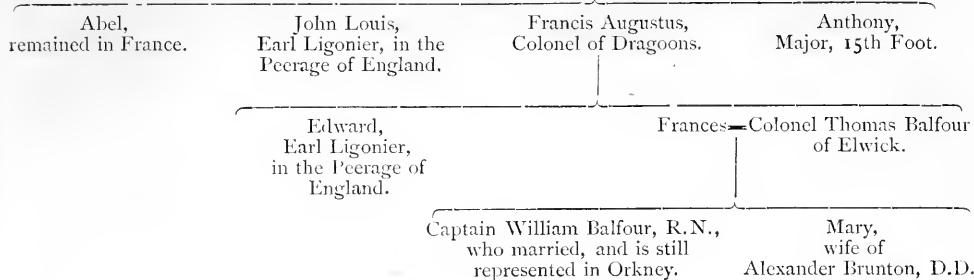 Abel,
remained in France.
John Louis,
Earl Ligonier, in the
Peerage of England.
Francis Augustus,
Colonel of Dragoons.
Anthony,
Major, 15th Foot.
Edward,
Earl Ligonier,
in the Peerage of
England.
Frances=Colonel Thomas Balfour
of Elwick.
Captain William Balfour, R.N.,
who married, and is still
represented in Orkney.
Mary,
wife of
Alexander Brunton, D.D.